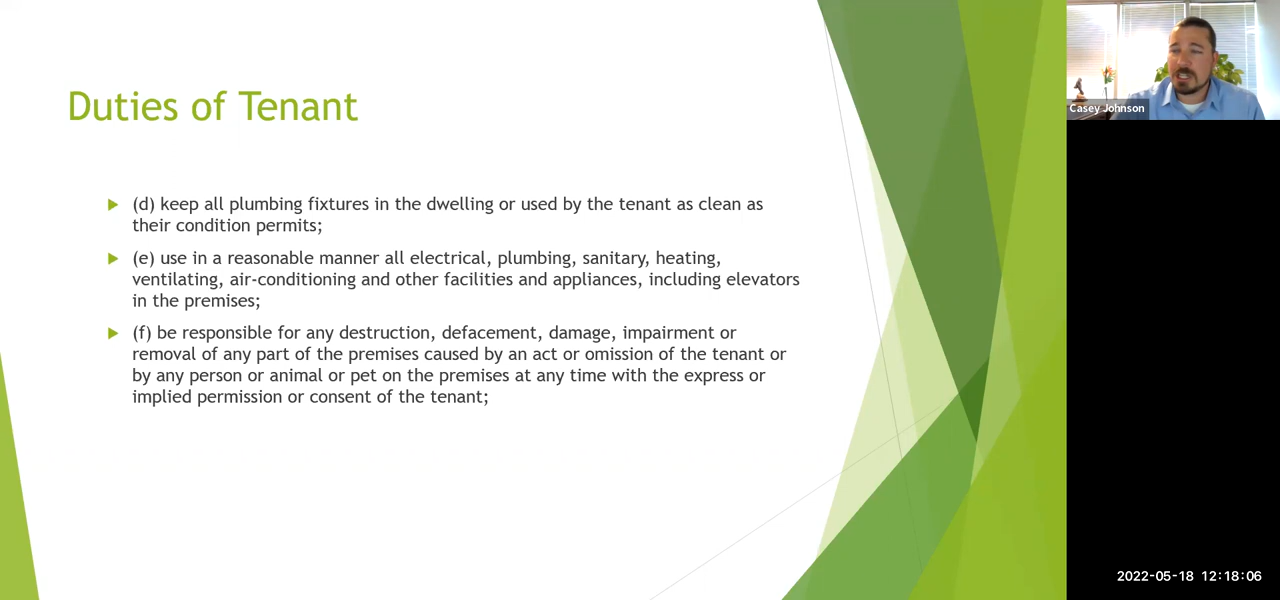 Duties of Tenant
(d) keep all plumbing fixtures in the dwelling or used by the tenant as clean as
their condition permits;
(e) use in a reasonable manner all electrical, plumbing, sanitary, heating,
ventilating, air-conditioning and other facilities and appliances, including elevators
in the premises;
(f) be responsible for any destruction, defacement, damage, impairment or
removal of any part of the premises caused by an act or omission of the tenant or
by any person or animal or pet on the premises at any time with the express or
implied permission or consent of the tenant;
Casey Johnson
2022-05-18 12:18:06